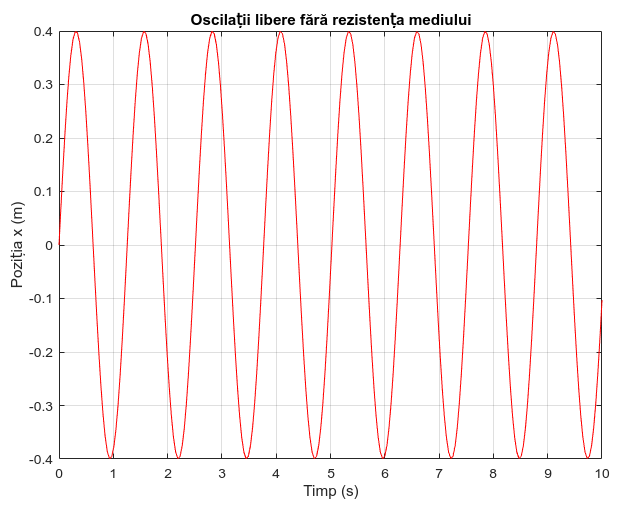 Oscilații libere fără rezistența mediului
0.4
0.3
0.2
0.1
0
-0.1
-0.2
-0.3
-0.4
Poziția x (m)
0 1 2 3 4 5 6 7 8 9 10
Timp (s)